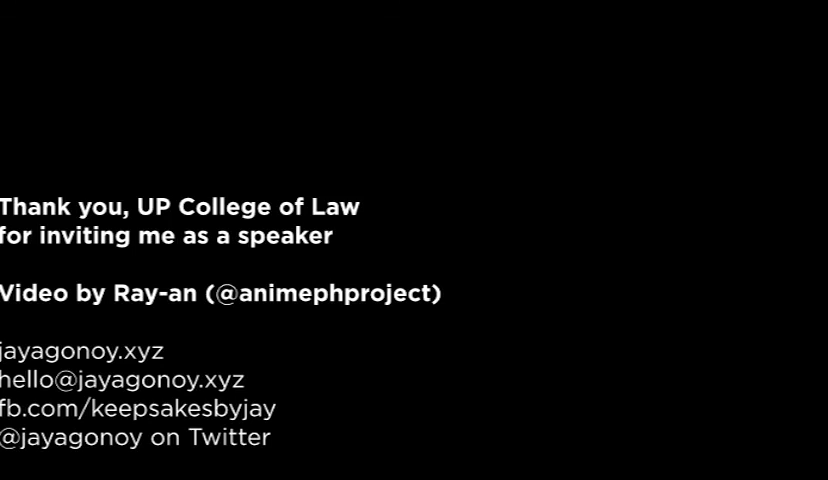 Thank you, UP College of Law
for inviting me as a speaker
Video by Ray-an (@animephproject)
jayagonoy.xyz
hello@jayagonoy.xyz
fb.com/keepsakesbyjay
@jayagonoy on Twitter